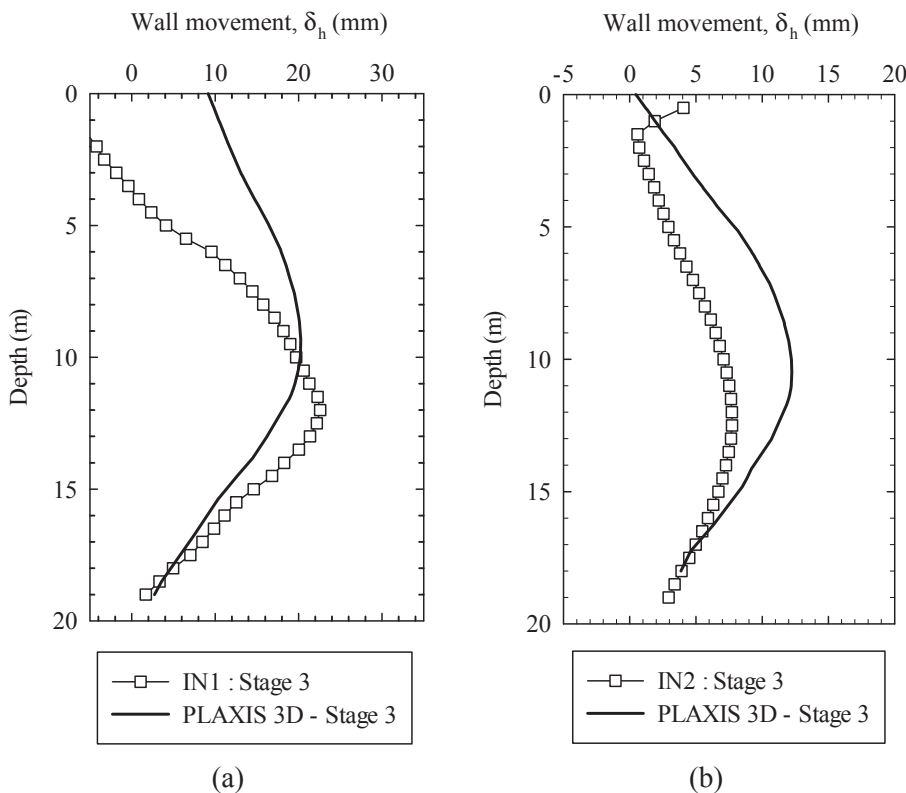 Wall movement, δh (mm)
0 10 20 30
0
5
10
15
20
Depth (m)
IN1 : Stage 3
PLAXIS 3D - Stage 3
(a)
Wall movement, δh (mm)
-5 0 5 10 15 20
0
5
10
15
20
Depth (m)
IN2 : Stage 3
PLAXIS 3D - Stage 3
(b)